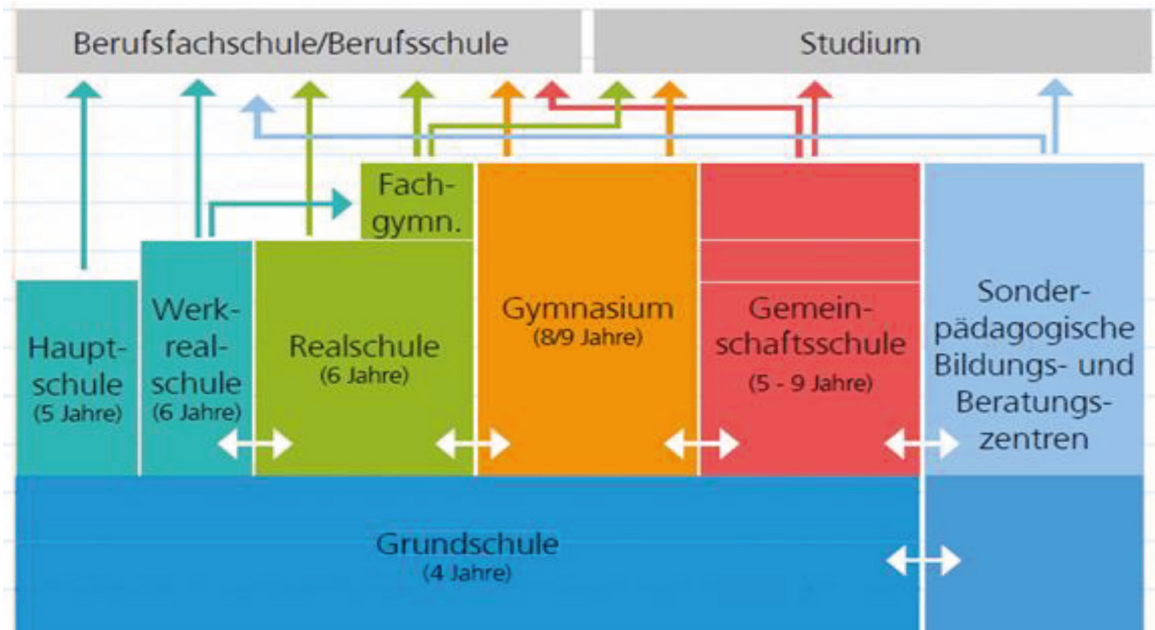 Berufsfachschule/Berufsschule
Studium
Fach-
gymn.
Haupt-
schule
(5 Jahre)
Werk-
real-
schule
(6 Jahre)
Realschule
(6 Jahre)
Gymnasium
(8/9 Jahre)
Gemein-
schaftsschule
(5 - 9 Jahre)
Sonder-
pädagogische
Bildungs- und
Beratungs-
zentren
Grundschule
(4 Jahre)